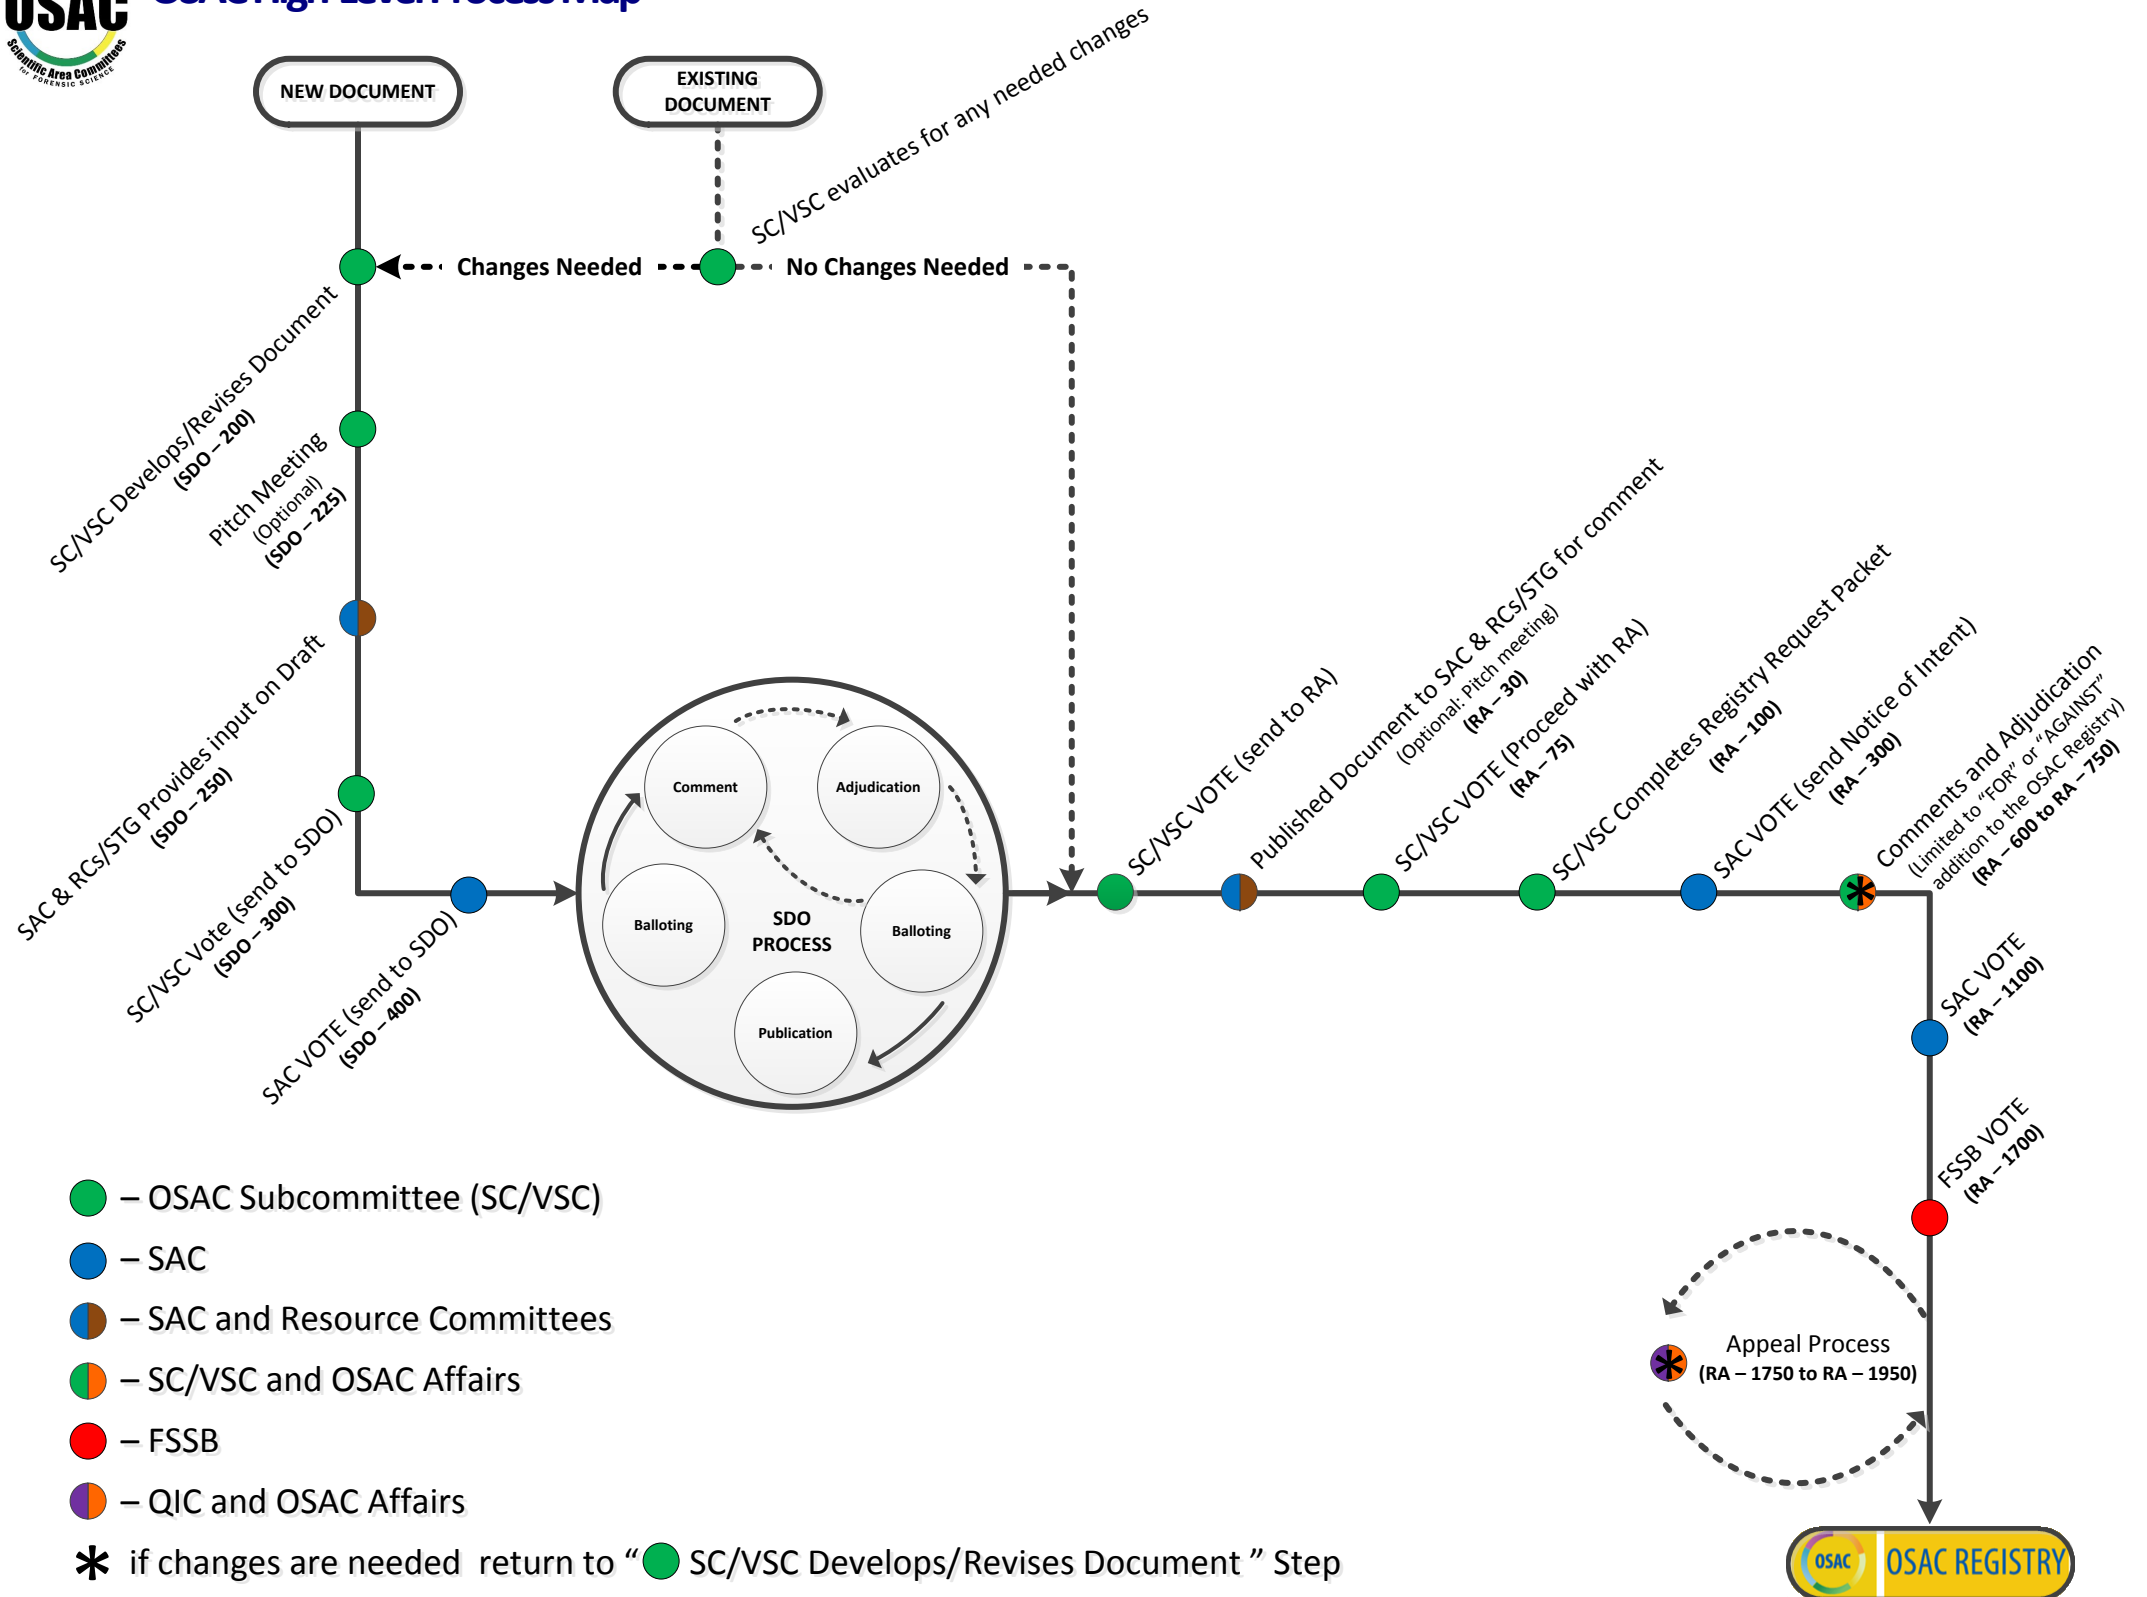 OSAC
Scientific Area Committees
for FORENSIC SCIENCE
OSAC High Level Process Map
NEW DOCUMENT
EXISTING
DOCUMENT
SC/VSC evaluates for any needed changes
Changes Needed
No Changes Needed
SC/VSC Develops/Revises Document
(SDO – 200)
Pitch Meeting
(Optional)
(SDO – 225)
SAC & RCs/STG Provides input on Draft
(SDO – 250)
SC/VSC Vote (send to SDO)
(SDO – 300)
SAC VOTE (send to SDO)
(SDO – 400)
Comment
Adjudication
Balloting
SDO
PROCESS
Balloting
Publication
SC/VSC VOTE (send to RA)
Published Document to SAC & RCs/STG for comment
(Optional: Pitch meeting)
(RA – 30)
SC/VSC VOTE (Proceed with RA)
(RA – 75)
SC/VSC Completes Registry Request Packet
(RA – 100)
SAC VOTE (send Notice of Intent)
(RA – 300)
Comments and Adjudication
(Limited to “FOR” or “AGAINST”
addition to the OSAC Registry)
(RA – 600 to RA – 750)
SAC VOTE
(RA – 1100)
FSSB VOTE
(RA – 1700)
Appeal Process
(RA – 1750 to RA – 1950)
– OSAC Subcommittee (SC/VSC)
– SAC
– SAC and Resource Committees
– SC/VSC and OSAC Affairs
– FSSB
– QIC and OSAC Affairs
* if changes are needed return to “ SC/VSC Develops/Revises Document ” Step
OSAC
OSAC REGISTRY